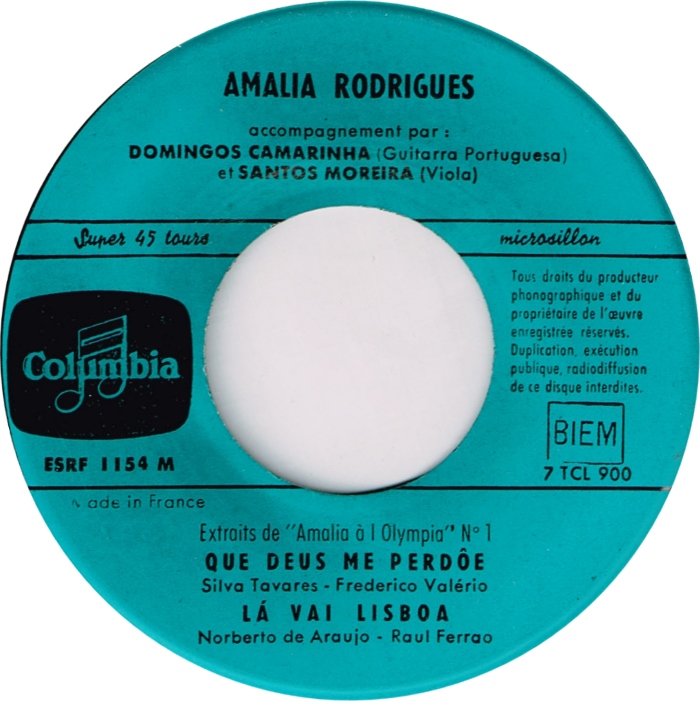 AMALIA RODRIGUES
accompagnement par :
DOMINGOS CAMARINHA (Guitarra Portuguesa)
et SANTOS MOREIRA (Viola)
Super 45 tours
microsillon
Tous droits du producteur
phonographique et du
propriétaire de l'œuvre
enregistrée réservés.
Duplication, exécution
publique, radiodiffusion
de ce disque interdites.
Columbia
BIEM
ESRF 1154 M
7 TCL 900
ade in France
Extraits de "Amalia à l Olympia" N° 1
QUE DEUS ME PERDÔE
Silva Tavares - Frederico Valério
LÁ VAI LISBOA
Norberto de Araujo - Raul Ferrao